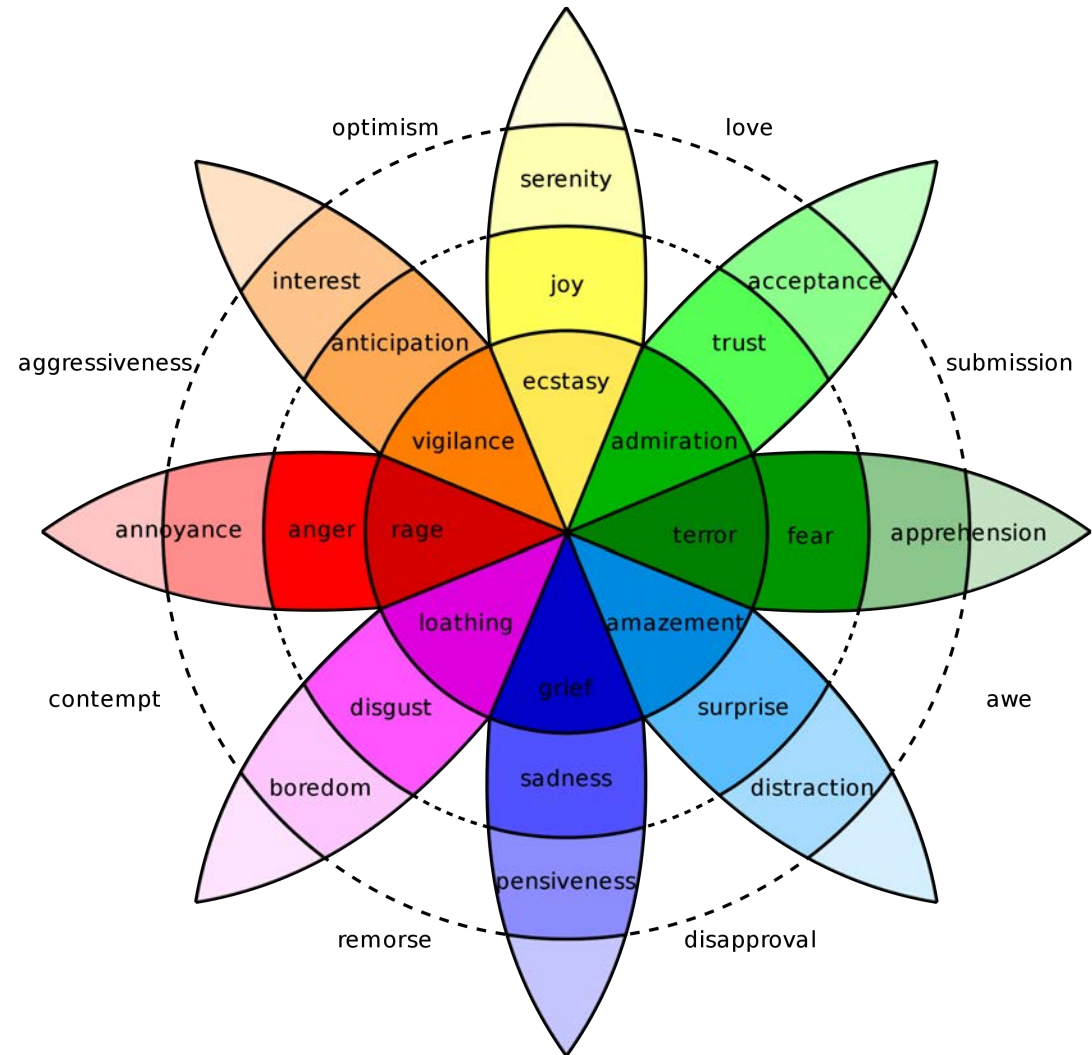 optimism
love
serenity
interest
joy
acceptance
anticipation
trust
aggressiveness
submission
ecstasy
vigilance
admiration
annoyance
anger
rage
terror
fear
apprehension
loathing
amazement
grief
contempt
disgust
surprise
awe
sadness
boredom
distraction
pensiveness
remorse
disapproval